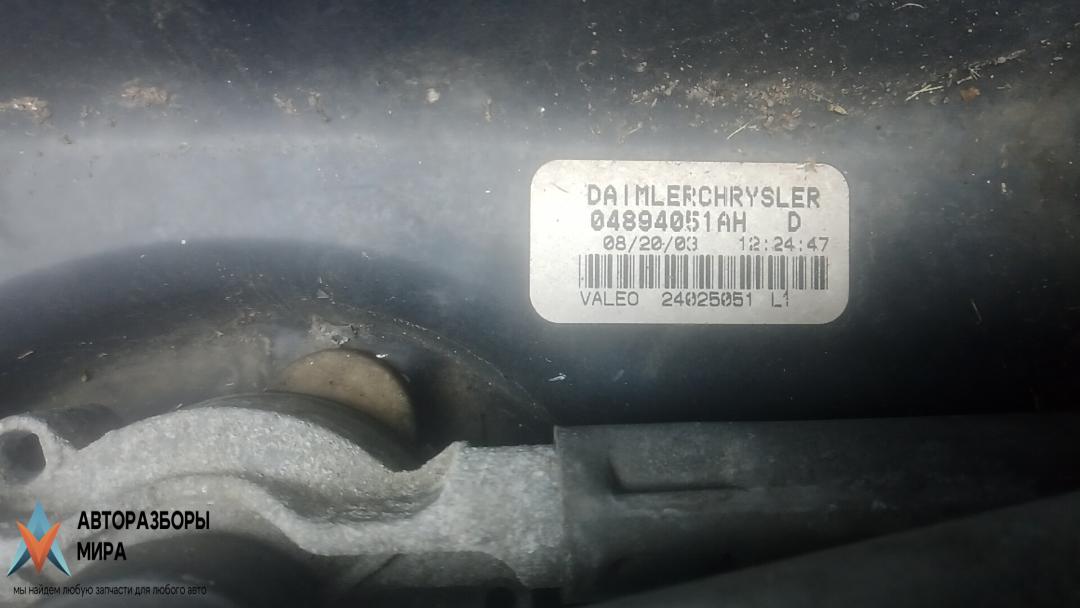 DAIMLERCHRYSLER
04894051AH D
08/20/03 12:24:47
VALEO 24025051 L1
АВТОРАЗБОРЫ
МИРА
мы найдем любую запчасти для любого авто